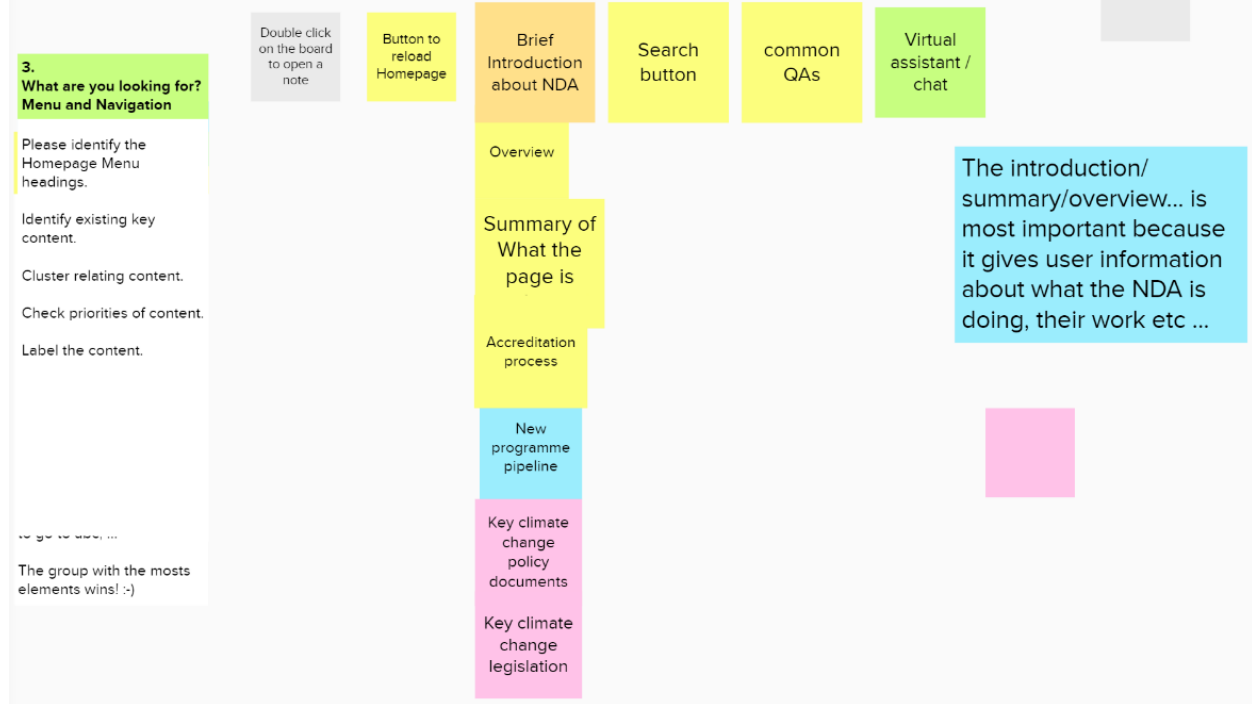 3.
What are you looking for?
Menu and Navigation
Please identify the
Homepage Menu
headings.
Identify existing key
content.
Cluster relating content.
Check priorities of content.
Label the content.
The group with the mosts
elements wins! :-)
Double click
on the board
to open a
note
Button to
reload
Homepage
Brief
Introduction
about NDA
Search
button
common
QAs
Virtual
assistant /
chat
Overview
Summary of
What the
page is
Accreditation
process
New
programme
pipeline
Key climate
change
policy
documents
Key climate
change
legislation
The introduction/
summary/overview... is
most important because
it gives user information
about what the NDA is
doing, their work etc ...